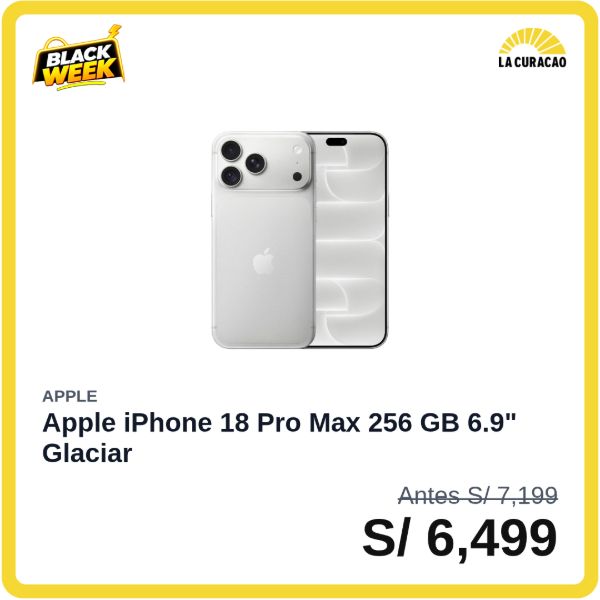 BLACK
WEEK
LA CURACAO
APPLE
Apple iPhone 18 Pro Max 256 GB 6.9"
Glaciar
Antes S/ 7,199
S/ 6,499